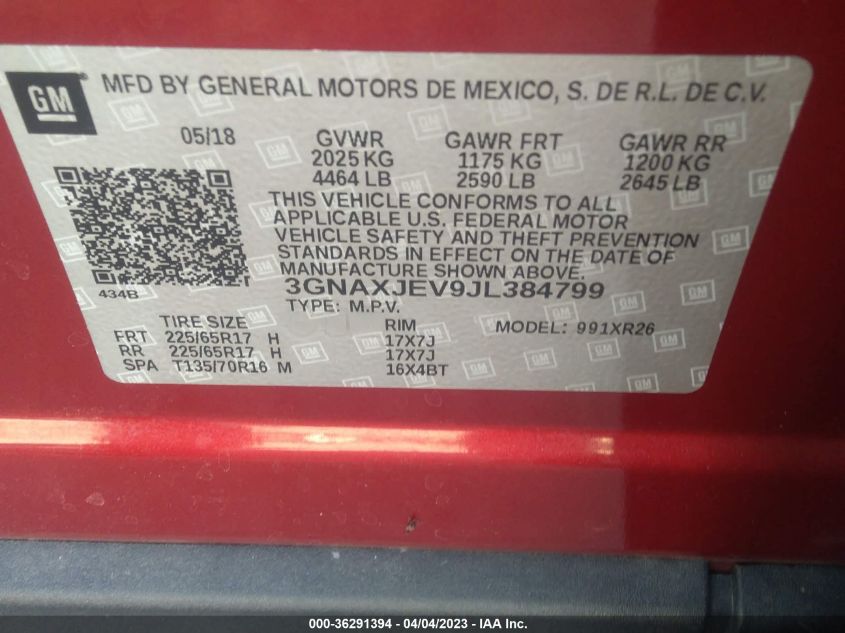 GM MFD BY GENERAL MOTORS DE MEXICO, S. DE R.L. DE C.V.
05/18 GVWR GAWR FRT GAWR RR
2025 KG 1175 KG 1200 KG
4464 LB 2590 LB 2645 LB
THIS VEHICLE CONFORMS TO ALL
APPLICABLE U.S. FEDERAL MOTOR
VEHICLE SAFETY AND THEFT PREVENTION
STANDARDS IN EFFECT ON THE DATE OF
MANUFACTURE SHOWN ABOVE.
434B 3GNAXJEV9JL384799
TYPE: M.P.V.
TIRE SIZE RIM MODEL: 991XR26
FRT 225/65R17 H 17X7J
RR 225/65R17 H 17X7J
SPA T135/70R16 M 16X4BT
000-36291394 - 04/04/2023 - IAA Inc.